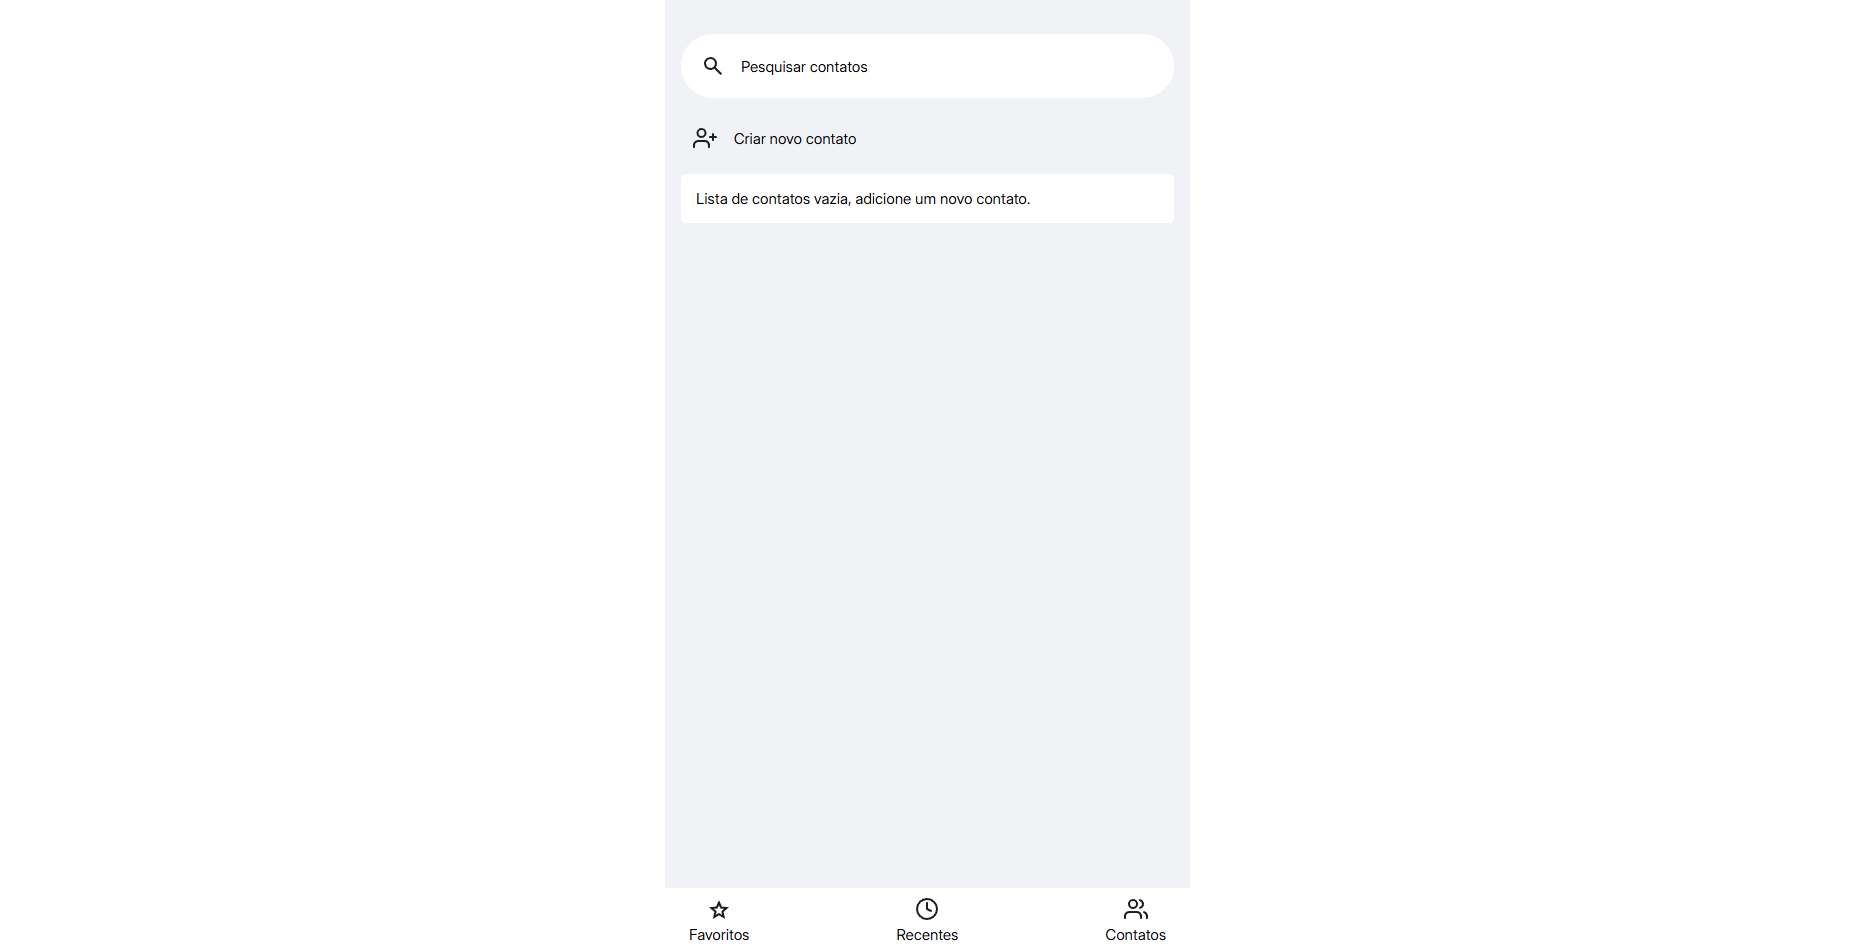 Pesquisar contatos
Criar novo contato
Lista de contatos vazia, adicione um novo contato.
Favoritos
Recentes
Contatos